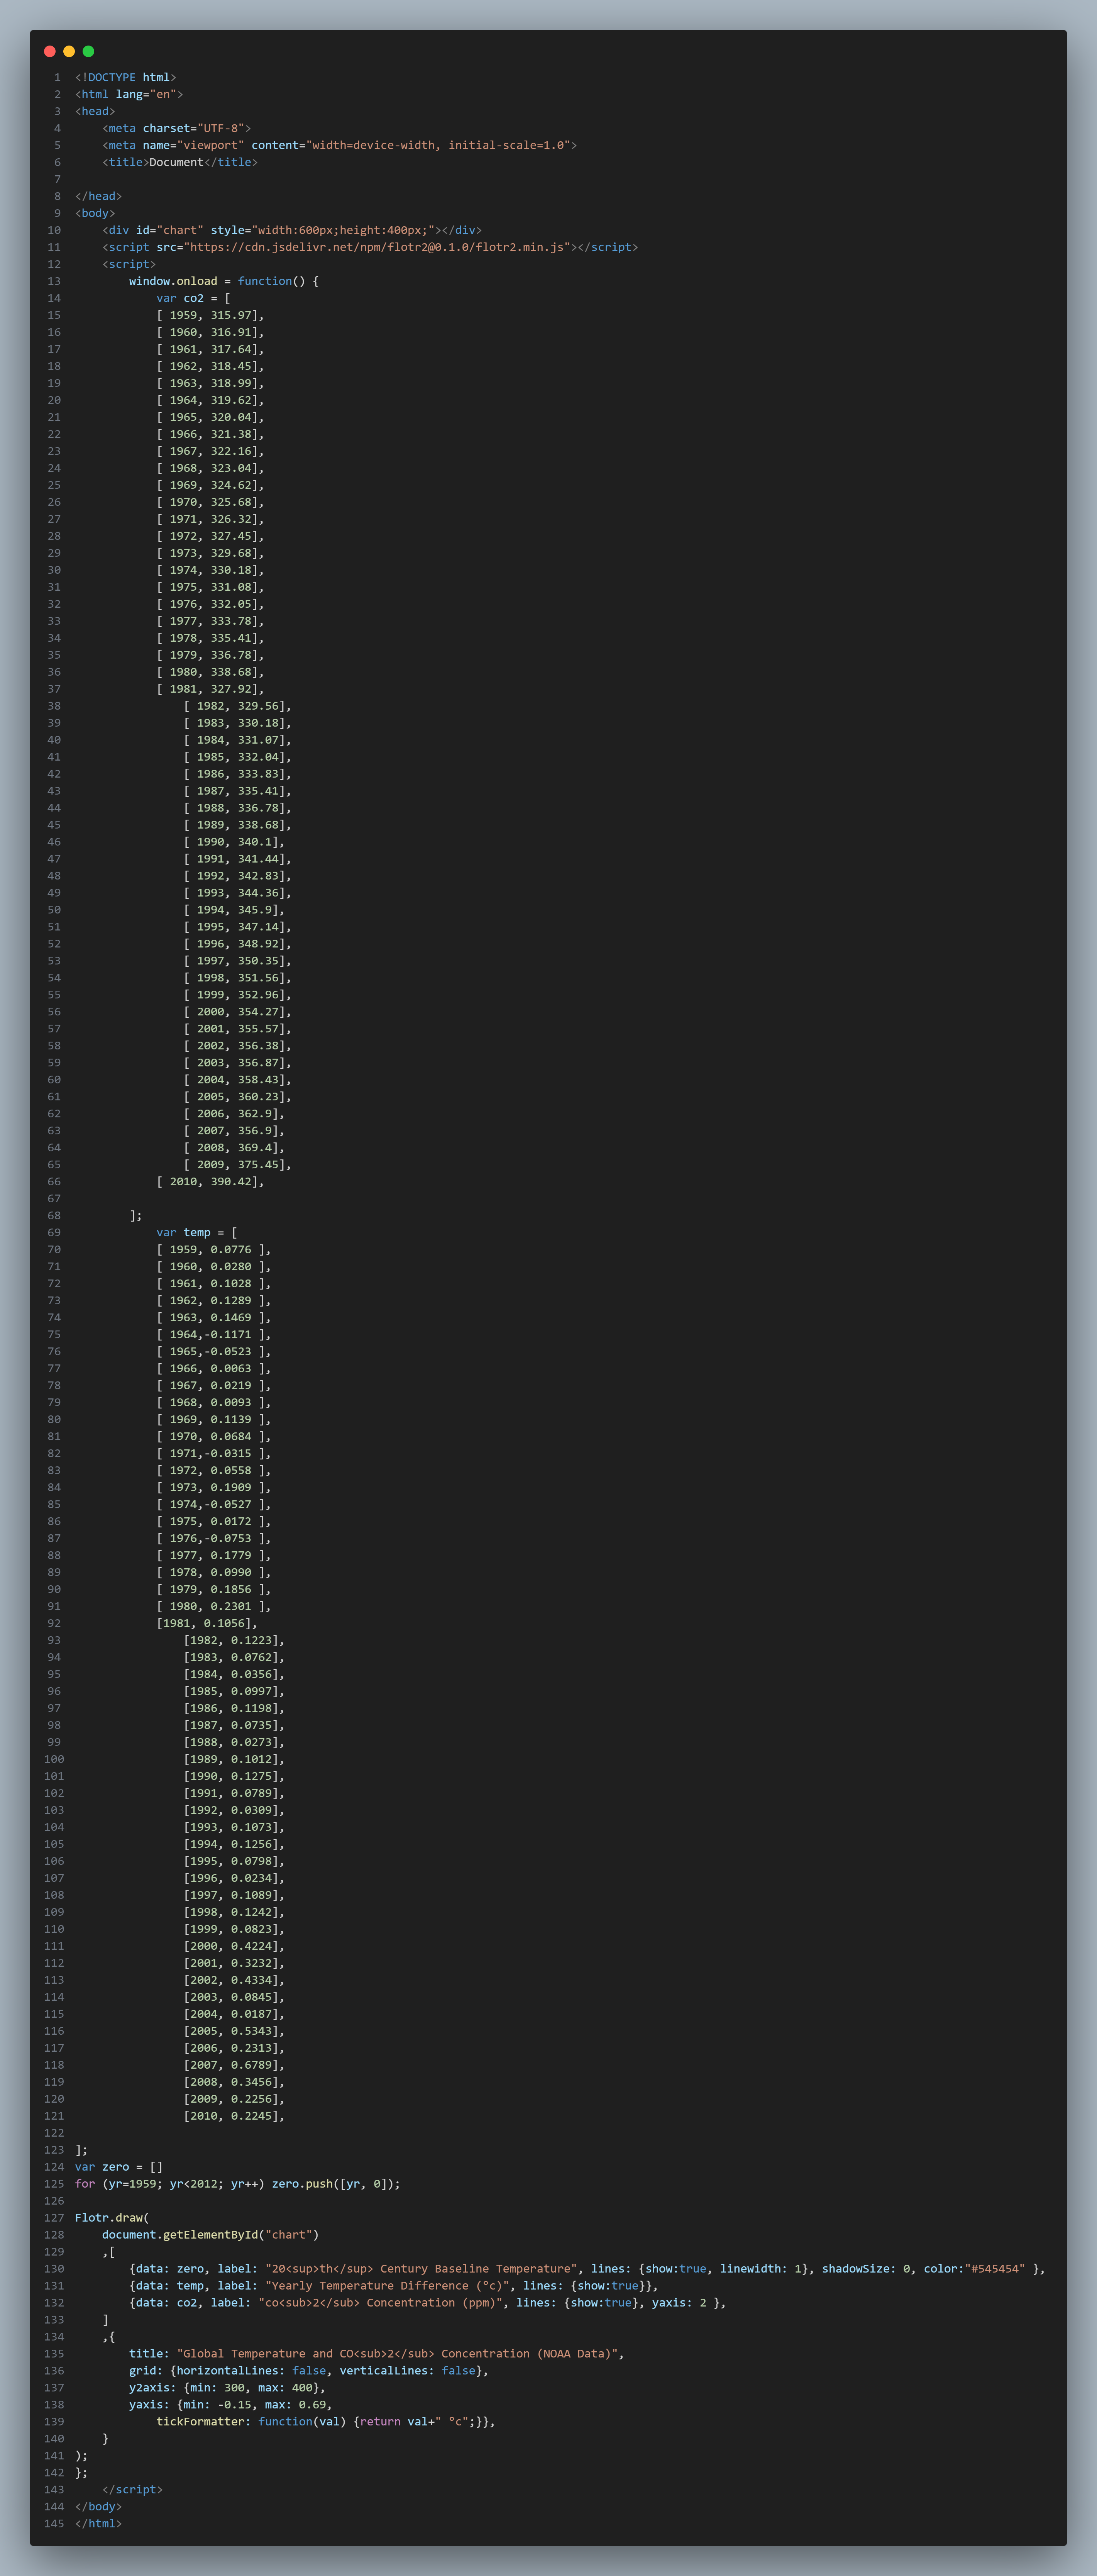 1 <!DOCTYPE html>
2 <html lang="en">
3 <head>
4     <meta charset="UTF-8">
5     <meta name="viewport" content="width=device-width, initial-scale=1.0">
6     <title>Document</title>
7
8 </head>
9 <body>
10     <div id="chart" style="width:600px;height:400px;"></div>
11     <script src="https://cdn.jsdelivr.net/npm/flotr2@0.1.0/flotr2.min.js"></script>
12     <script>
13         window.onload = function() {
14             var co2 = [
15             [ 1959, 315.97],
16             [ 1960, 316.91],
17             [ 1961, 317.64],
18             [ 1962, 318.45],
19             [ 1963, 318.99],
20             [ 1964, 319.62],
21             [ 1965, 320.04],
22             [ 1966, 321.38],
23             [ 1967, 322.16],
24             [ 1968, 323.04],
25             [ 1969, 324.62],
26             [ 1970, 325.68],
27             [ 1971, 326.32],
28             [ 1972, 327.45],
29             [ 1973, 329.68],
30             [ 1974, 330.18],
31             [ 1975, 331.08],
32             [ 1976, 332.05],
33             [ 1977, 333.78],
34             [ 1978, 335.41],
35             [ 1979, 336.78],
36             [ 1980, 338.68],
37             [ 1981, 327.92],
38                 [ 1982, 329.56],
39                 [ 1983, 330.18],
40                 [ 1984, 331.07],
41                 [ 1985, 332.04],
42                 [ 1986, 333.83],
43                 [ 1987, 335.41],
44                 [ 1988, 336.78],
45                 [ 1989, 338.68],
46                 [ 1990, 340.1],
47                 [ 1991, 341.44],
48                 [ 1992, 342.83],
49                 [ 1993, 344.36],
50                 [ 1994, 345.9],
51                 [ 1995, 347.14],
52                 [ 1996, 348.92],
53                 [ 1997, 350.35],
54                 [ 1998, 351.56],
55                 [ 1999, 352.96],
56                 [ 2000, 354.27],
57                 [ 2001, 355.57],
58                 [ 2002, 356.38],
59                 [ 2003, 356.87],
60                 [ 2004, 358.43],
61                 [ 2005, 360.23],
62                 [ 2006, 362.9],
63                 [ 2007, 356.9],
64                 [ 2008, 369.4],
65                 [ 2009, 375.45],
66             [ 2010, 390.42],
67
68         ];
69             var temp = [
70             [ 1959, 0.0776 ],
71             [ 1960, 0.0280 ],
72             [ 1961, 0.1028 ],
73             [ 1962, 0.1289 ],
74             [ 1963, 0.1469 ],
75             [ 1964,-0.1171 ],
76             [ 1965,-0.0523 ],
77             [ 1966, 0.0063 ],
78             [ 1967, 0.0219 ],
79             [ 1968, 0.0093 ],
80             [ 1969, 0.1139 ],
81             [ 1970, 0.0684 ],
82             [ 1971,-0.0315 ],
83             [ 1972, 0.0558 ],
84             [ 1973, 0.1909 ],
85             [ 1974,-0.0527 ],
86             [ 1975, 0.0172 ],
87             [ 1976,-0.0753 ],
88             [ 1977, 0.1779 ],
89             [ 1978, 0.0990 ],
90             [ 1979, 0.1856 ],
91             [ 1980, 0.2301 ],
92             [1981, 0.1056],
93                 [1982, 0.1223],
94                 [1983, 0.0762],
95                 [1984, 0.0356],
96                 [1985, 0.0997],
97                 [1986, 0.1198],
98                 [1987, 0.0735],
99                 [1988, 0.0273],
100                 [1989, 0.1012],
101                 [1990, 0.1275],
102                 [1991, 0.0789],
103                 [1992, 0.0309],
104                 [1993, 0.1073],
105                 [1994, 0.1256],
106                 [1995, 0.0798],
107                 [1996, 0.0234],
108                 [1997, 0.1089],
109                 [1998, 0.1242],
110                 [1999, 0.0823],
111                 [2000, 0.4224],
112                 [2001, 0.3232],
113                 [2002, 0.4334],
114                 [2003, 0.0845],
115                 [2004, 0.0187],
116                 [2005, 0.5343],
117                 [2006, 0.2313],
118                 [2007, 0.6789],
119                 [2008, 0.3456],
120                 [2009, 0.2256],
121                 [2010, 0.2245],
122
123 ];
124 var zero = []
125 for (yr=1959; yr<2012; yr++) zero.push([yr, 0]);
126
127 Flotr.draw(
128     document.getElementById("chart")
129     ,[
130         {data: zero, label: "20<sup>th</sup> Century Baseline Temperature", lines: {show:true, linewidth: 1}, shadowSize: 0, color:"#545454" },
131         {data: temp, label: "Yearly Temperature Difference (ºc)", lines: {show:true}},
132         {data: co2, label: "co<sub>2</sub> Concentration (ppm)", lines: {show:true}, yaxis: 2 },
133     ]
134     ,{
135         title: "Global Temperature and CO<sub>2</sub> Concentration (NOAA Data)",
136         grid: {horizontalLines: false, verticalLines: false},
137         y2axis: {min: 300, max: 400},
138         yaxis: {min: -0.15, max: 0.69,
139             tickFormatter: function(val) {return val+" ºc";}},
140     }
141 );
142 };
143     </script>
144 </body>
145 </html>